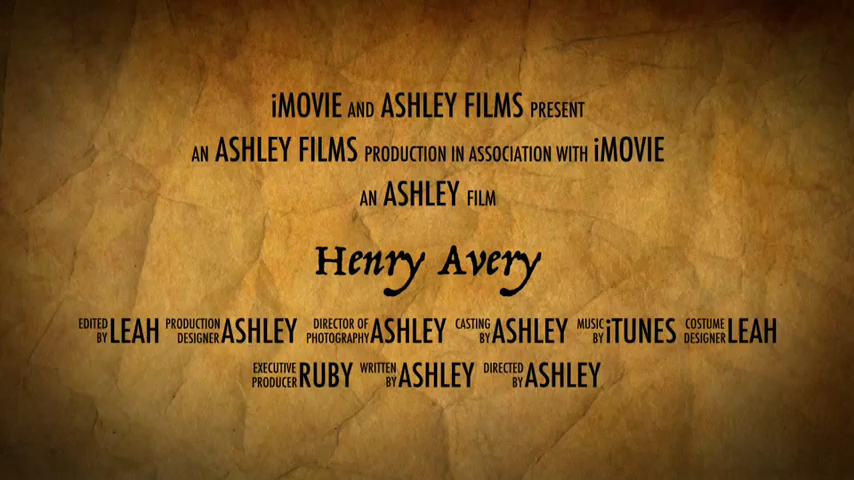 iMOVIE AND ASHLEY FILMS PRESENT
AN ASHLEY FILMS PRODUCTION IN ASSOCIATION WITH iMOVIE
AN ASHLEY FILM
Henry Avery
EDITED BY LEAH PRODUCTION DESIGNER ASHLEY DIRECTOR OF PHOTOGRAPHY ASHLEY CASTING BY ASHLEY MUSIC BY iTUNES COSTUME DESIGNER LEAH
EXECUTIVE PRODUCER RUBY WRITTEN BY ASHLEY DIRECTED BY ASHLEY